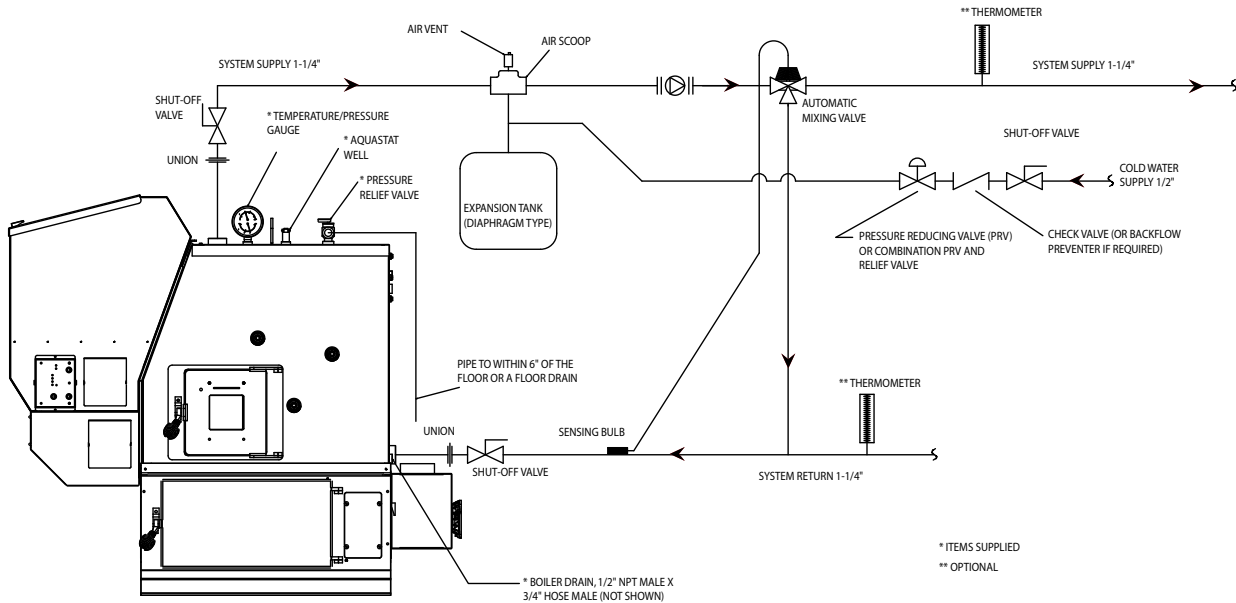 ** THERMOMETER
AIR VENT
AIR SCOOP
SYSTEM SUPPLY 1-1/4"
SYSTEM SUPPLY 1-1/4"
SHUT-OFF
VALVE
* TEMPERATURE/PRESSURE
GAUGE
AUTOMATIC
MIXING VALVE
* AQUASTAT
WELL
SHUT-OFF VALVE
UNION
* PRESSURE
RELIEF VALVE
COLD WATER
SUPPLY 1/2"
EXPANSION TANK
(DIAPHRAGM TYPE)
PRESSURE REDUCING VALVE (PRV)
OR COMBINATION PRV AND
RELIEF VALVE
CHECK VALVE (OR BACKFLOW
PREVENTER IF REQUIRED)
PIPE TO WITHIN 6" OF THE
FLOOR OR A FLOOR DRAIN
** THERMOMETER
UNION
SENSING BULB
SHUT-OFF VALVE
SYSTEM RETURN 1-1/4"
* ITEMS SUPPLIED
** OPTIONAL
* BOILER DRAIN, 1/2" NPT MALE X
3/4" HOSE MALE (NOT SHOWN)